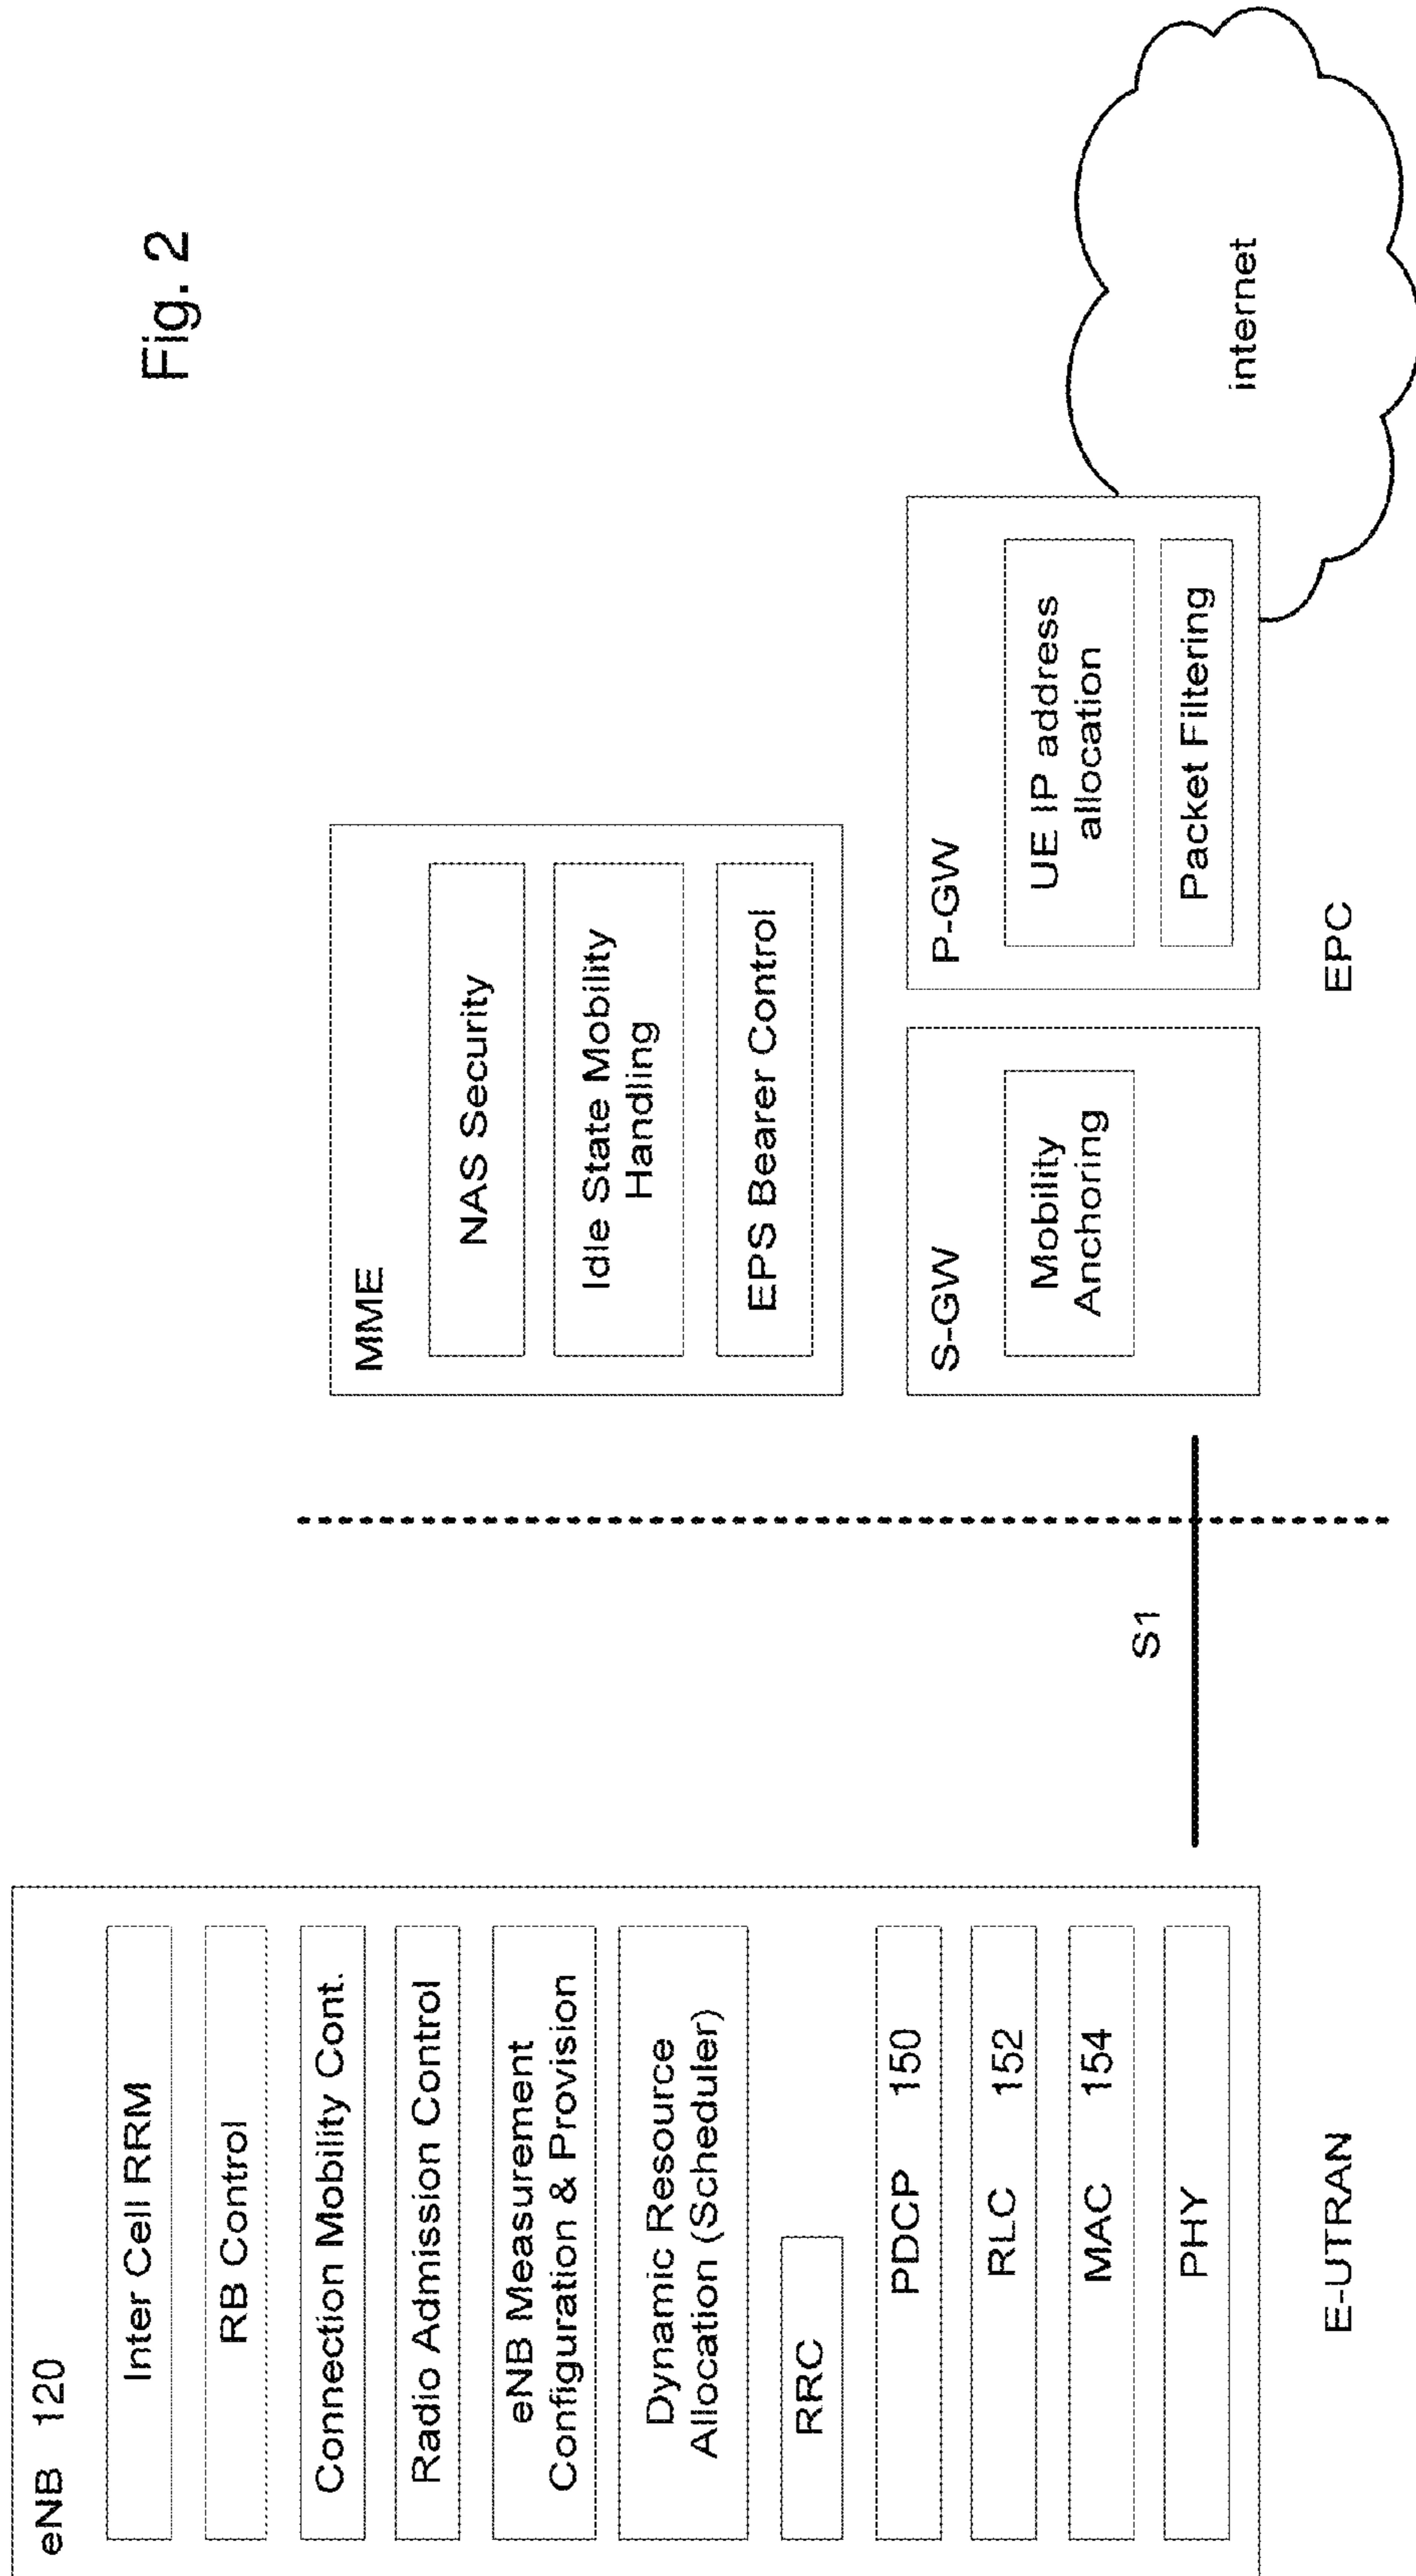 Fig. 2
eNB 120
Inter Cell RRM
RB Control
Connection Mobility Cont.
Radio Admission Control
eNB Measurement
Configuration & Provision
Dynamic Resource
Allocation (Scheduler)
RRC
PDCP 150
RLC 152
MAC 154
PHY
E-UTRAN
S1
MME
NAS Security
Idle State Mobility
Handling
EPS Bearer Control
S-GW
Mobility
Anchoring
P-GW
UE IP address
allocation
Packet Filtering
EPC
internet